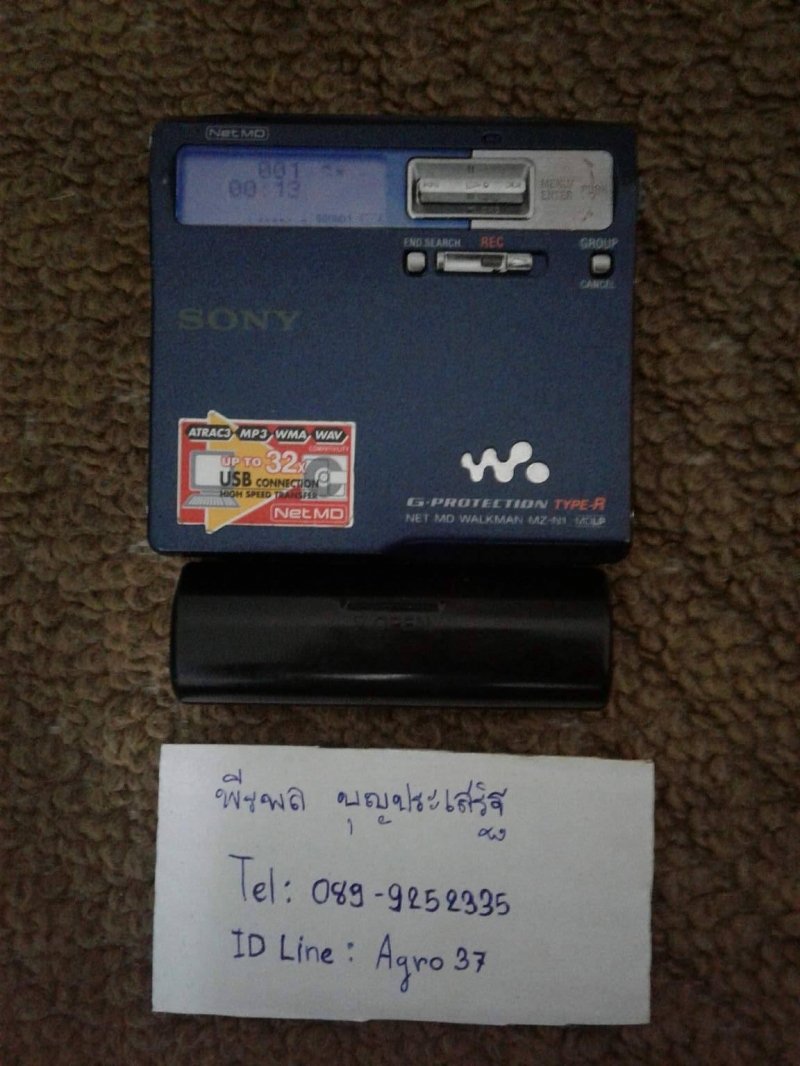 Net MD
001
00:13
MENU/ENTER PUSH
END SEARCH REC GROUP
CANCEL
SONY
ATRAC3 MP3 WMA WAV
UP TO 32x
USB CONNECTION
HIGH SPEED TRANSFER
Net MD
G-PROTECTION TYPE-R
NET MD WALKMAN MZ-N1 MDLP
OPEN
พีรพล บุญประเสริฐ
Tel: 089-9252335
ID Line: Agro 37